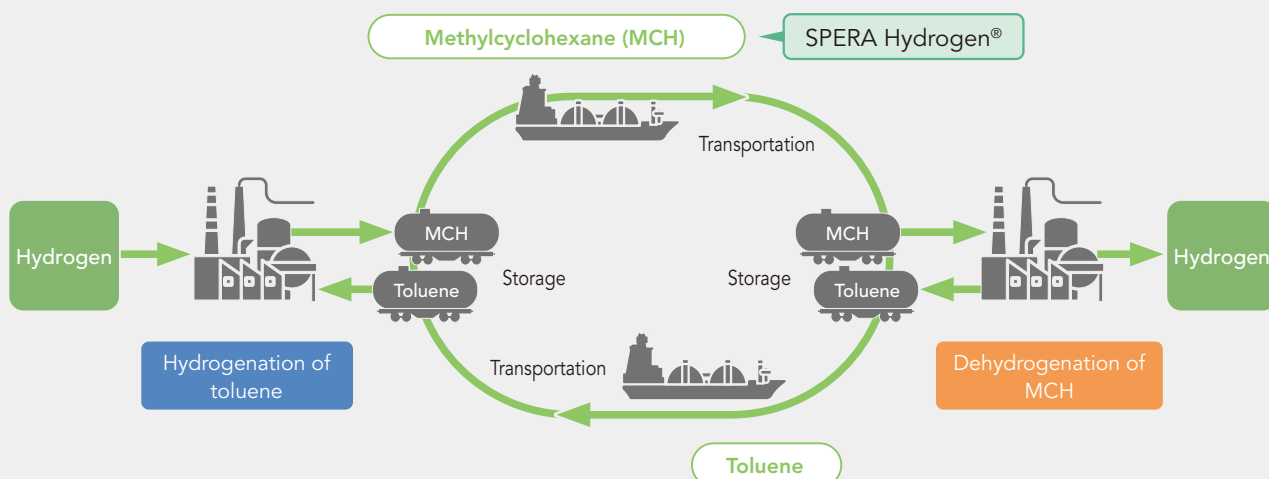 Methylcyclohexane (MCH)
SPERA Hydrogen®
Transportation
Hydrogen
MCH
Toluene
Storage
Storage
MCH
Toluene
Hydrogen
Hydrogenation of
toluene
Transportation
Dehydrogenation of
MCH
Toluene